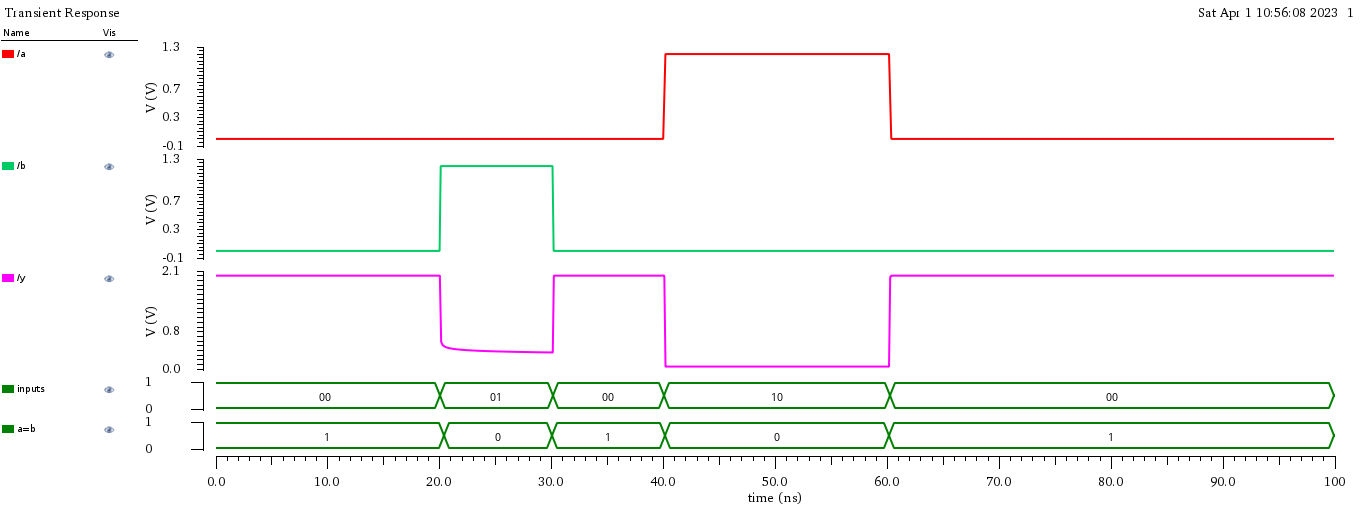 Transient Response
Sat Apr 1 10:56:08 2023 1
Name Vis
/a
V (V)
1.3
0.7
0.3
-0.1
/b
V (V)
1.3
0.7
0.3
-0.1
/y
V (V)
2.1
0.8
0.0
inputs
1
0
00 01 00 10 00
a=b
1
0
1 0 1 0 1
0.0 10.0 20.0 30.0 40.0 50.0 60.0 70.0 80.0 90.0 100
time (ns)